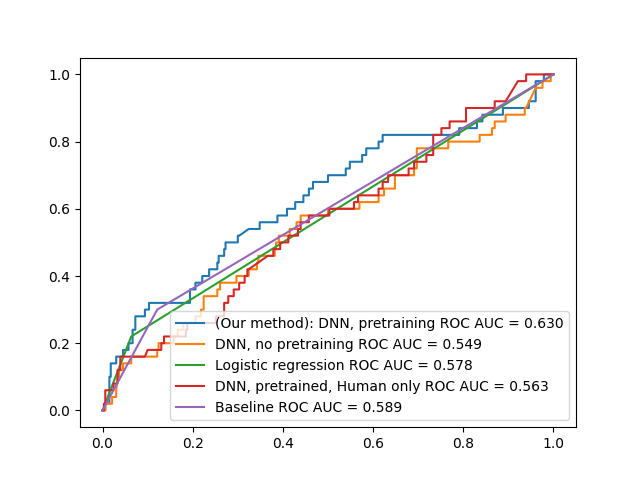 1.0
0.8
0.6
0.4
0.2
0.0
(Our method): DNN, pretraining ROC AUC = 0.630
DNN, no pretraining ROC AUC = 0.549
Logistic regression ROC AUC = 0.578
DNN, pretrained, Human only ROC AUC = 0.563
Baseline ROC AUC = 0.589
0.0 0.2 0.4 0.6 0.8 1.0